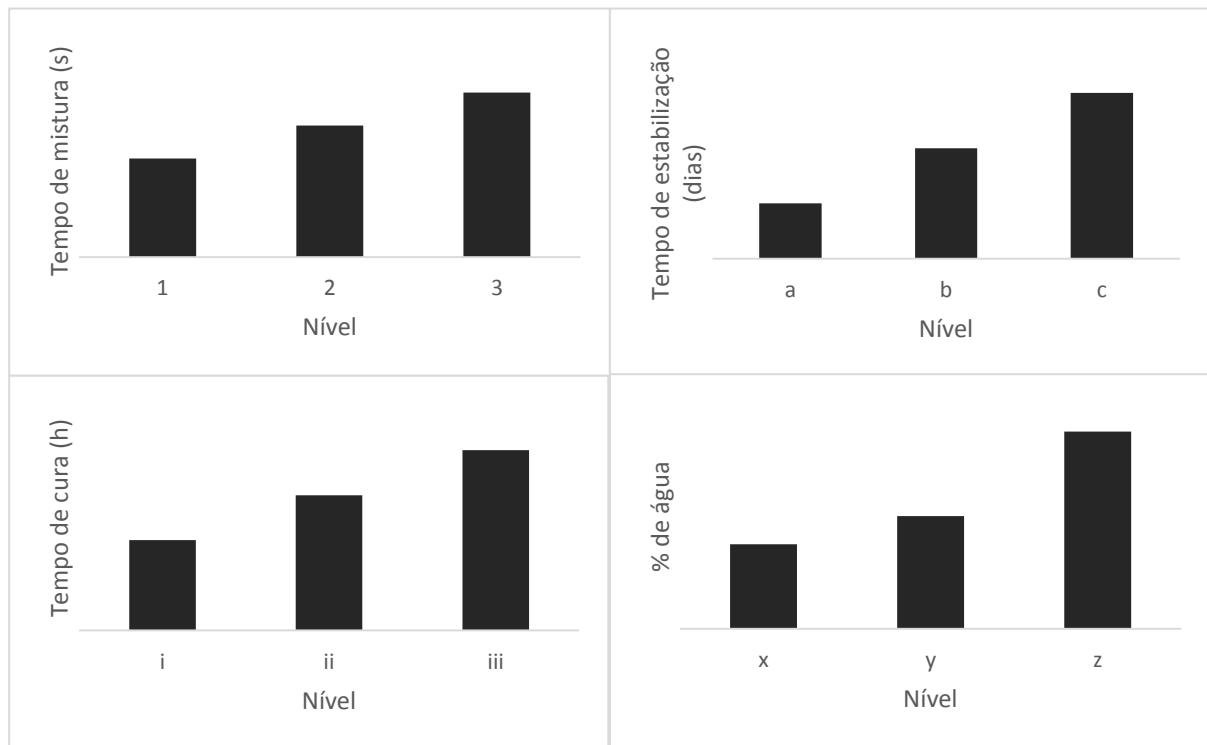 Tempo de mistura (s)
1 2 3
Nível
Tempo de estabilização
(dias)
a b c
Nível
Tempo de cura (h)
i ii iii
Nível
% de água
x y z
Nível